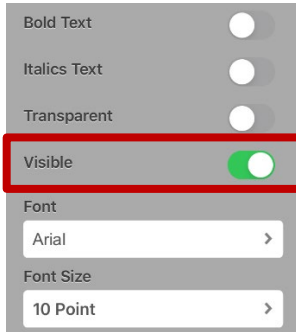 Bold Text
Italics Text
Transparent
Visible
Font
Arial
Font Size
10 Point